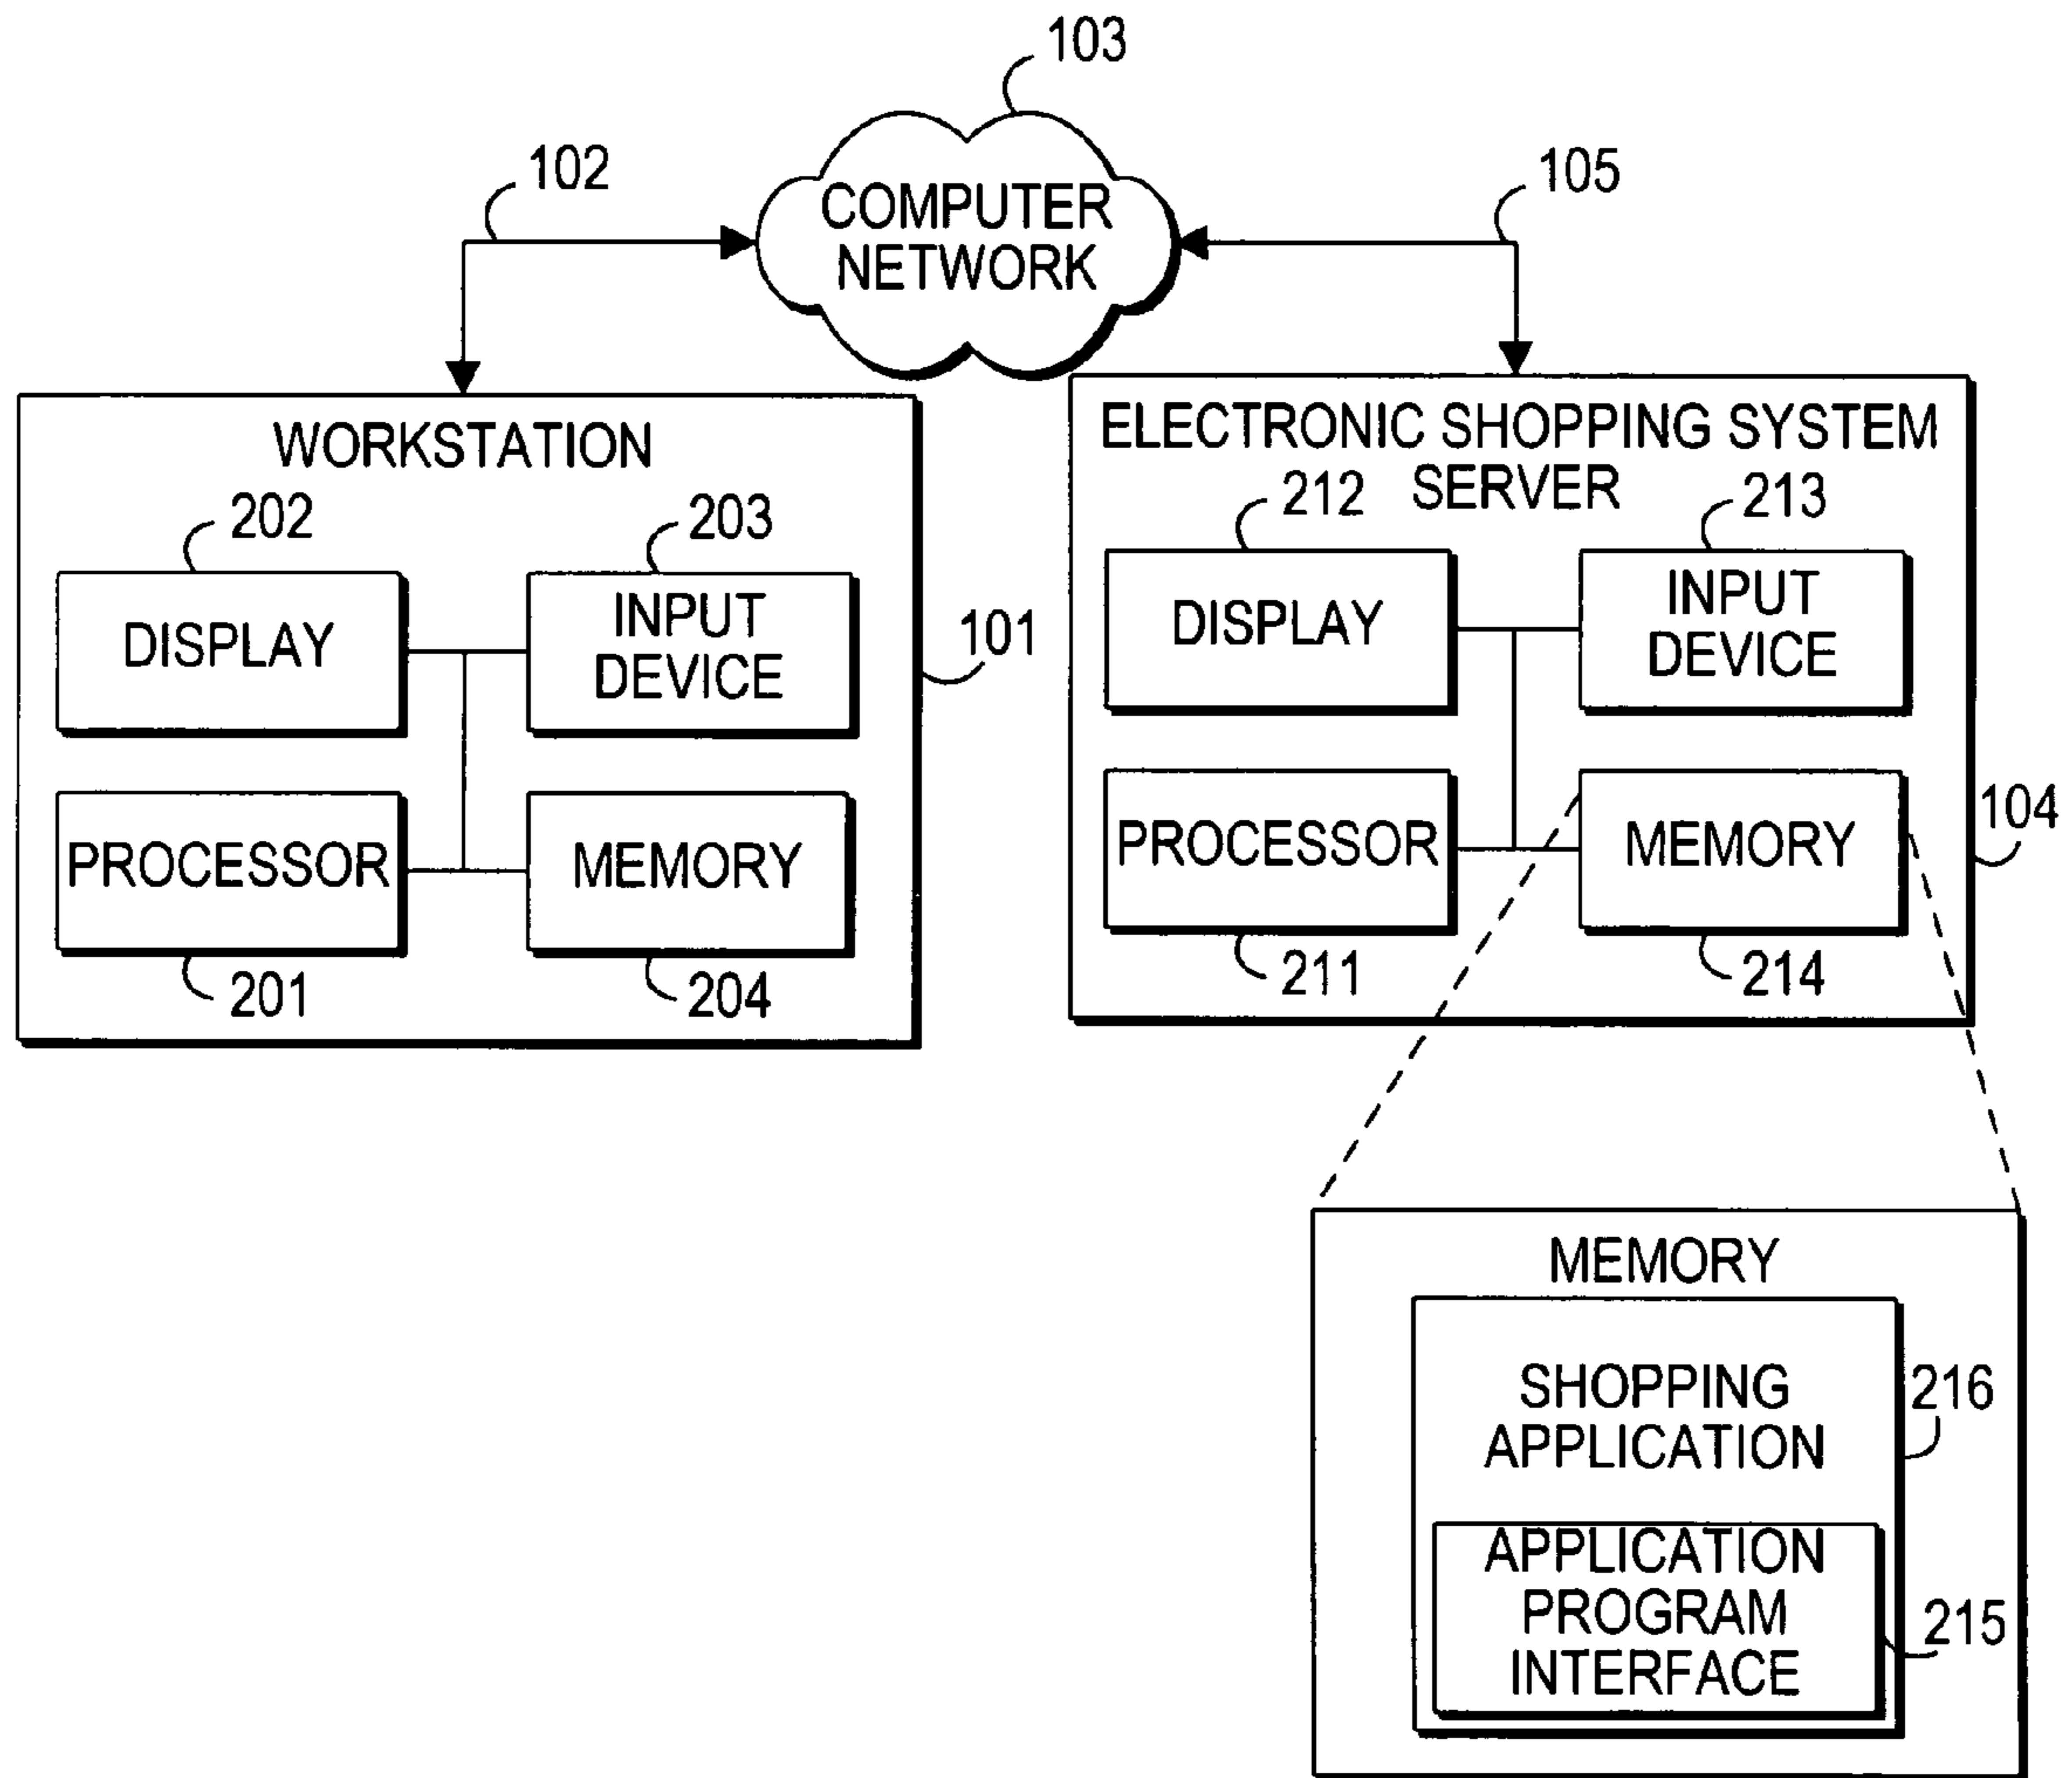 103
102
105
COMPUTER
NETWORK
WORKSTATION
202
203
DISPLAY
INPUT
DEVICE
101
PROCESSOR
MEMORY
201
204
ELECTRONIC SHOPPING SYSTEM
SERVER
212
213
DISPLAY
INPUT
DEVICE
PROCESSOR
MEMORY
104
211
214
MEMORY
SHOPPING
APPLICATION
216
APPLICATION
PROGRAM
INTERFACE
215